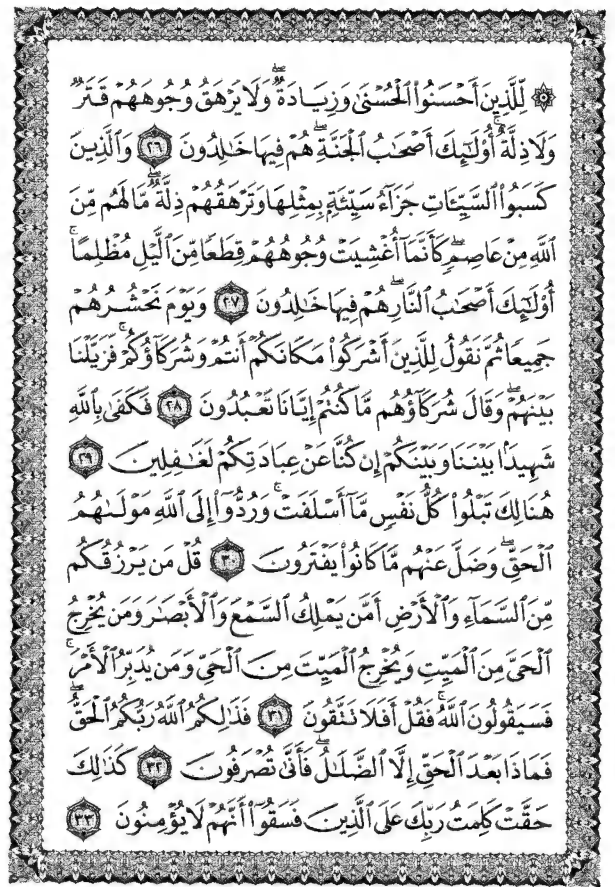 ۞ لِّلَّذِينَ أَحْسَنُوا۟ ٱلْحُسْنَىٰ وَزِيَادَةٌ ۖ وَلَا يَرْهَقُ وُجُوهَهُمْ قَتَرٌ
وَلَا ذِلَّةٌ ۚ أُو۟لَٰٓئِكَ أَصْحَٰبُ ٱلْجَنَّةِ ۖ هُمْ فِيهَا خَٰلِدُونَ ٢٦ وَٱلَّذِينَ
كَسَبُوا۟ ٱلسَّيِّـَٔاتِ جَزَآءُ سَيِّئَةٍۭ بِمِثْلِهَا وَتَرْهَقُهُمْ ذِلَّةٌ ۖ مَّا لَهُم مِّنَ
ٱللَّهِ مِنْ عَاصِمٍ ۖ كَأَنَّمَآ أُغْشِيَتْ وُجُوهُهُمْ قِطَعًا مِّنَ ٱلَّيْلِ مُظْلِمًا ۚ
أُو۟لَٰٓئِكَ أَصْحَٰبُ ٱلنَّارِ ۖ هُمْ فِيهَا خَٰلِدُونَ ٢٧ وَيَوْمَ نَحْشُرُهُمْ
جَمِيعًا ثُمَّ نَقُولُ لِلَّذِينَ أَشْرَكُوا۟ مَكَانَكُمْ أَنتُمْ وَشُرَكَآؤُكُمْ ۚ فَزَيَّلْنَا
بَيْنَهُمْ ۖ وَقَالَ شُرَكَآؤُهُم مَّا كُنتُمْ إِيَّانَا تَعْبُدُونَ ٢٨ فَكَفَىٰ بِٱللَّهِ
شَهِيدًۢا بَيْنَنَا وَبَيْنَكُمْ إِن كُنَّا عَنْ عِبَادَتِكُمْ لَغَٰفِلِينَ ٢٩
هُنَالِكَ تَبْلُوا۟ كُلُّ نَفْسٍ مَّآ أَسْلَفَتْ ۚ وَرُدُّوٓا۟ إِلَى ٱللَّهِ مَوْلَىٰهُمُ
ٱلْحَقِّ ۖ وَضَلَّ عَنْهُم مَّا كَانُوا۟ يَفْتَرُونَ ٣٠ قُلْ مَن يَرْزُقُكُم
مِّنَ ٱلسَّمَآءِ وَٱلْأَرْضِ أَمَّن يَمْلِكُ ٱلسَّمْعَ وَٱلْأَبْصَٰرَ وَمَن يُخْرِجُ
ٱلْحَىَّ مِنَ ٱلْمَيِّتِ وَيُخْرِجُ ٱلْمَيِّتَ مِنَ ٱلْحَىِّ وَمَن يُدَبِّرُ ٱلْأَمْرَ ۚ
فَسَيَقُولُونَ ٱللَّهُ ۚ فَقُلْ أَفَلَا تَتَّقُونَ ٣١ فَذَٰلِكُمُ ٱللَّهُ رَبُّكُمُ ٱلْحَقُّ ۖ
فَمَاذَا بَعْدَ ٱلْحَقِّ إِلَّا ٱلضَّلَٰلُ ۖ فَأَنَّىٰ تُصْرَفُونَ ٣٢ كَذَٰلِكَ
حَقَّتْ كَلِمَتُ رَبِّكَ عَلَى ٱلَّذِينَ فَسَقُوٓا۟ أَنَّهُمْ لَا يُؤْمِنُونَ ٣٣